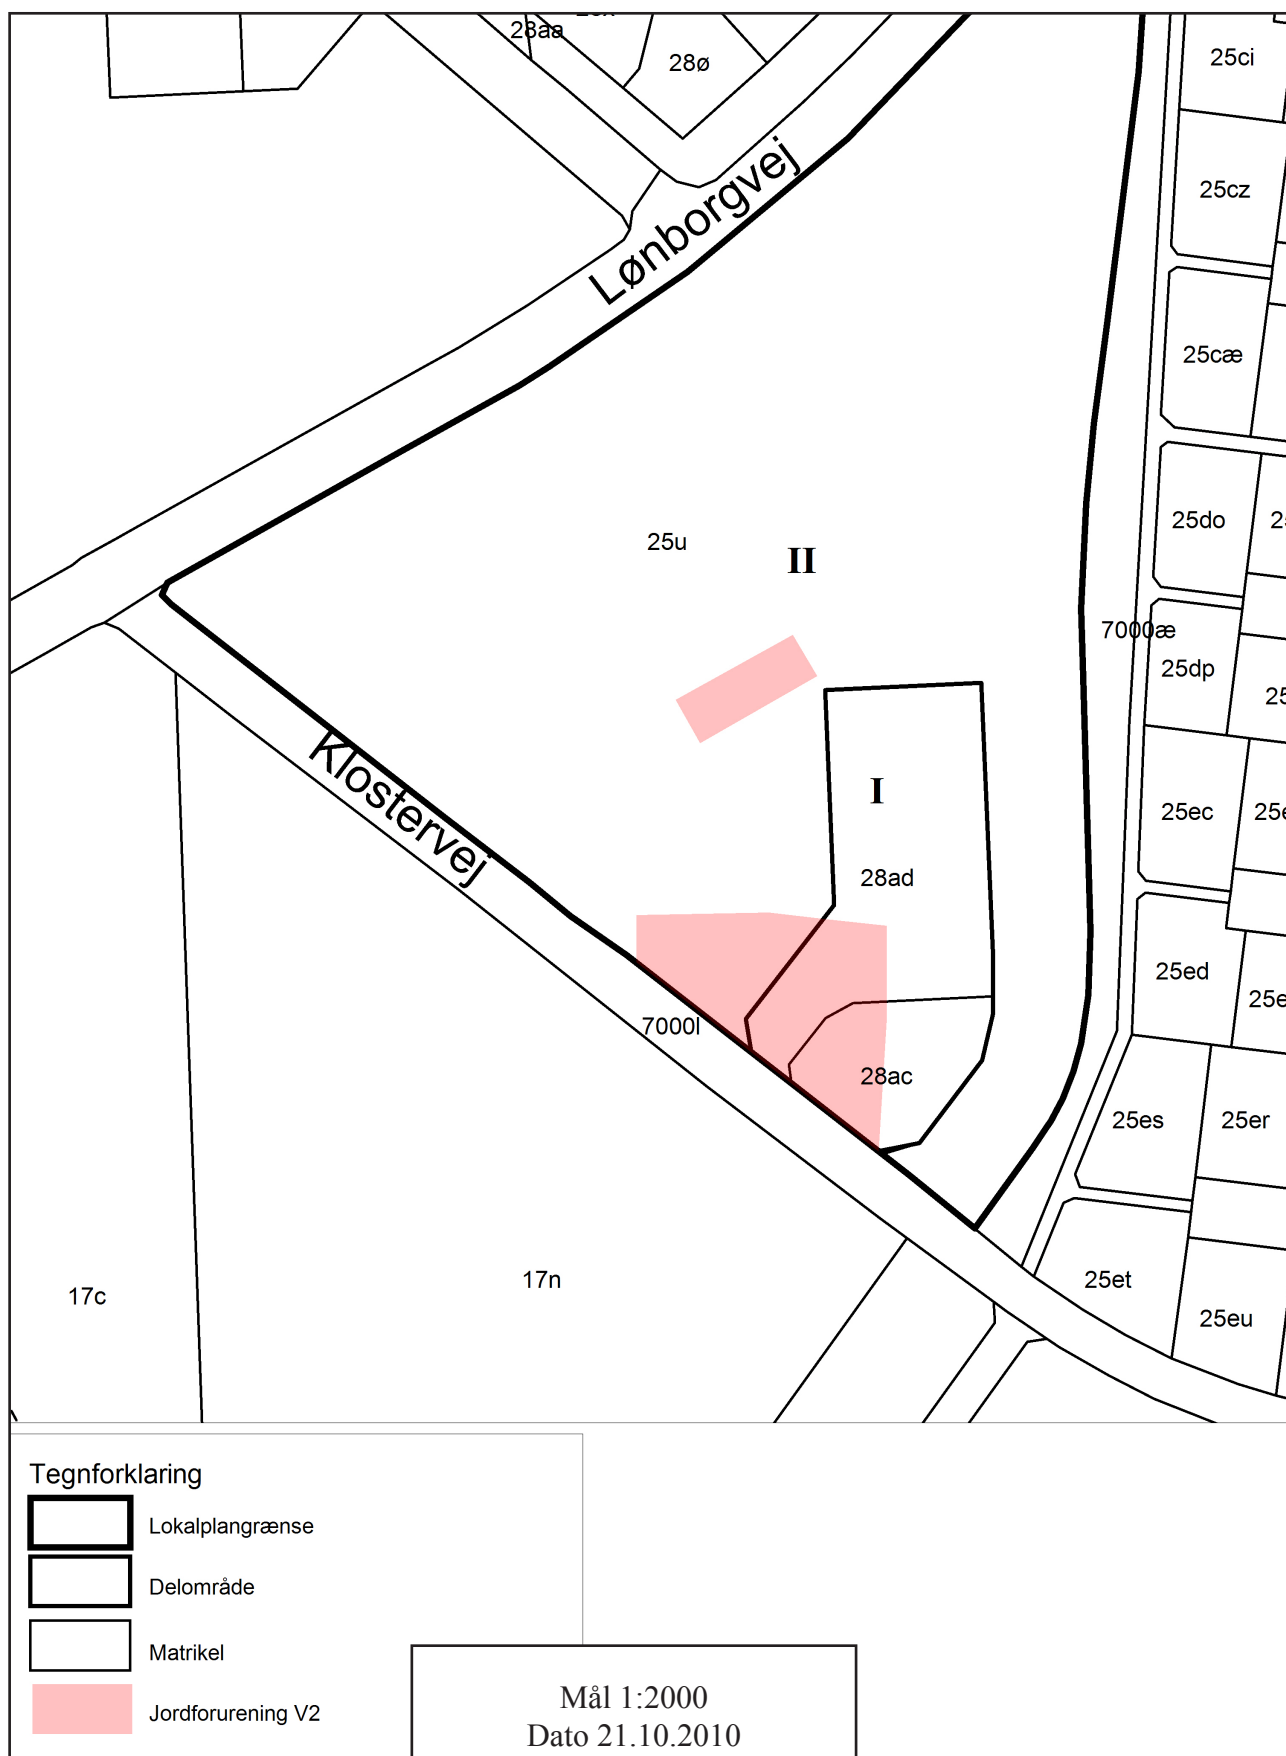 28aa
28ø
25ci
25cz
Lønborgvej
25cæ
25do
25u
II
7000æ
25dp
Klostervej
I
25ec
28ad
25ed
7000l
28ac
25es
25er
17n
17c
25et
25eu
Tegnforklaring
Lokalplangrænse
Delområde
Matrikel
Jordforurening V2
Mål 1:2000
Dato 21.10.2010